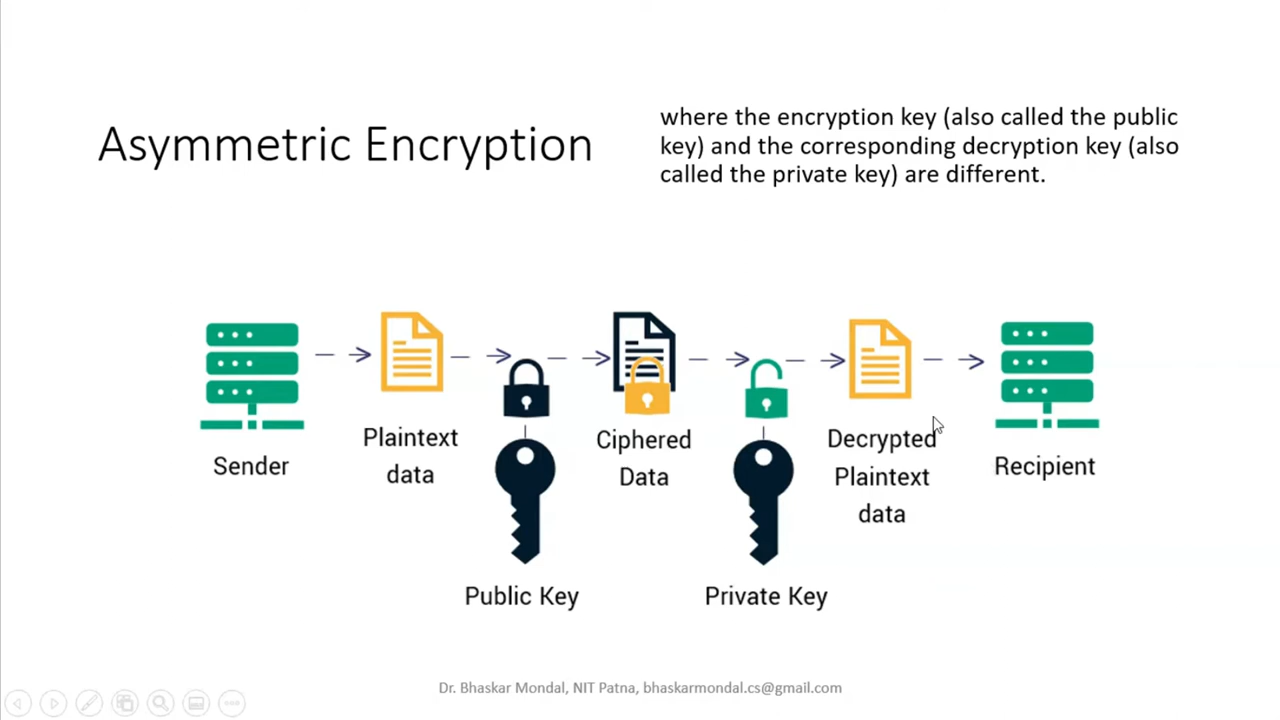 Asymmetric Encryption
where the encryption key (also called the public
key) and the corresponding decryption key (also
called the private key) are different.
Sender
Plaintext
data
Public Key
Ciphered
Data
Private Key
Decrypted
Plaintext
data
Recipient
Dr. Bhaskar Mondal, NIT Patna, bhaskarmondal.cs@gmail.com